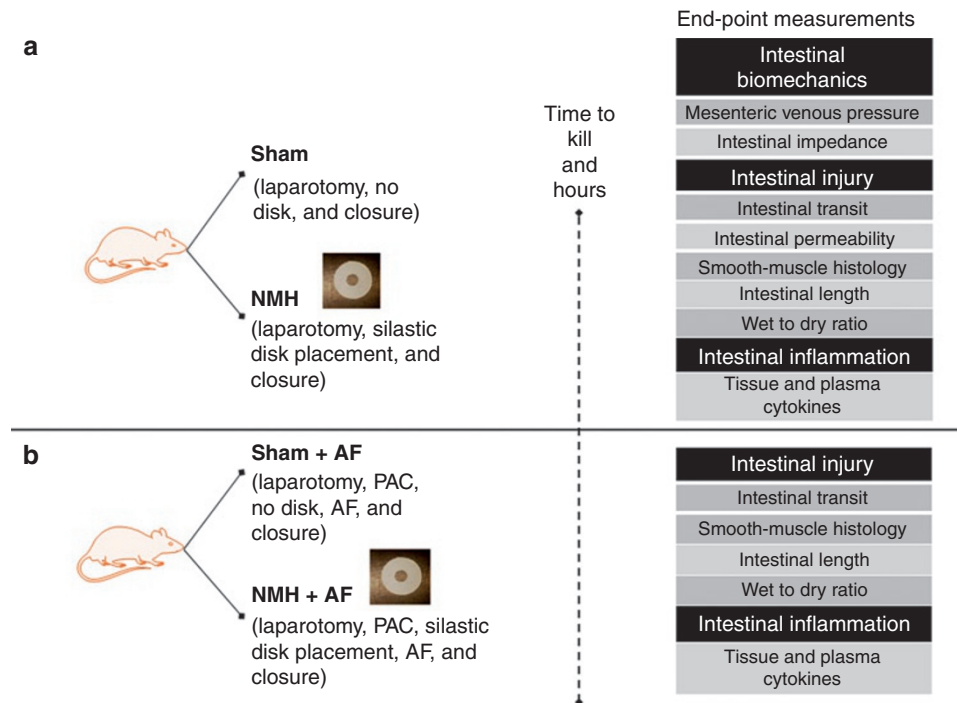 End-point measurements
a
Intestinal
biomechanics
Mesenteric venous pressure
Intestinal impedance
Intestinal injury
Intestinal transit
Intestinal permeability
Smooth-muscle histology
Intestinal length
Wet to dry ratio
Intestinal inflammation
Tissue and plasma
cytokines
Time to
kill
and
hours
Sham
(laparotomy, no
disk, and closure)
NMH
(laparotomy, silastic
disk placement, and
closure)
b
Sham + AF
(laparotomy, PAC,
no disk, AF, and
closure)
NMH + AF
(laparotomy, PAC, silastic
disk placement, AF, and
closure)
Intestinal injury
Intestinal transit
Smooth-muscle histology
Intestinal length
Wet to dry ratio
Intestinal inflammation
Tissue and plasma
cytokines